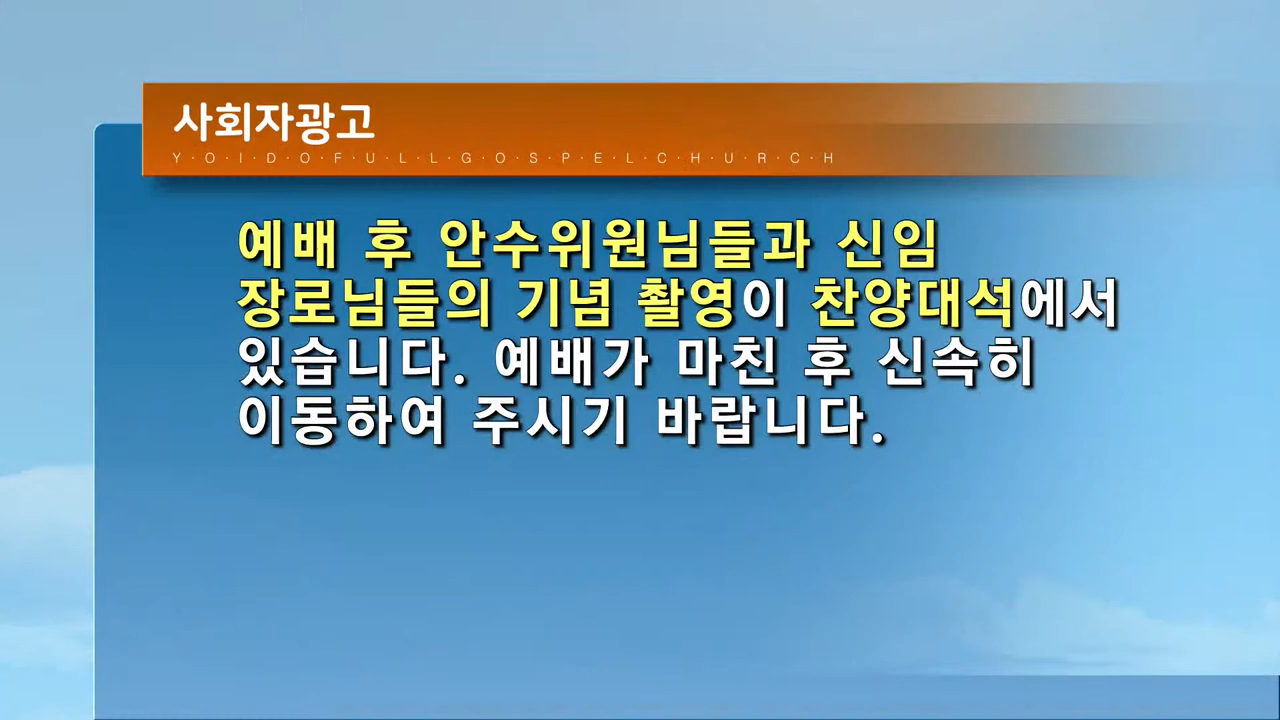 사회자광고
Y·O·I·D·O·F·U·L·L·G·O·S·P·E·L·C·H·U·R·C·H
예배 후 안수위원님들과 신임
장로님들의 기념 촬영이 찬양대석에서
있습니다. 예배가 마친 후 신속히
이동하여 주시기 바랍니다.